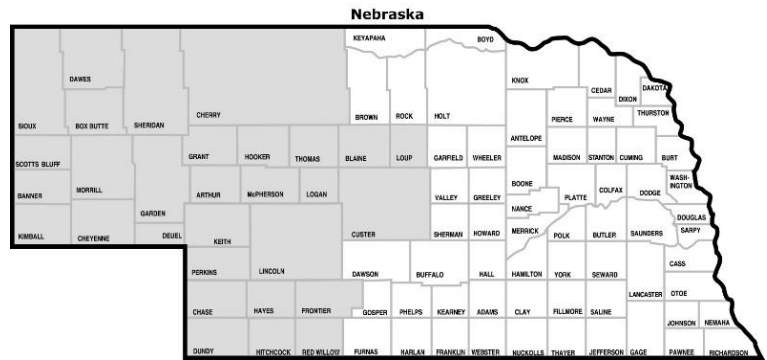 Nebraska
KEYAPAHA
BOYD
DAWES
KNOX
CEDAR
DAKOTA
DIXON
SIOUX
BOX BUTTE
SHERIDAN
CHERRY
BROWN
ROCK
HOLT
PIERCE
WAYNE
THURSTON
ANTELOPE
SCOTTS BLUFF
GRANT
HOOKER
THOMAS
BLAINE
LOUP
GARFIELD
WHEELER
MADISON
STANTON
CUMING
BURT
BANNER
MORRILL
ARTHUR
McPHERSON
LOGAN
VALLEY
GREELEY
BOONE
PLATTE
COLFAX
DODGE
WASH-
INGTON
NANCE
GARDEN
KIMBALL
CHEYENNE
DEUEL
KEITH
CUSTER
SHERMAN
HOWARD
MERRICK
POLK
BUTLER
SAUNDERS
DOUGLAS
SARPY
PERKINS
LINCOLN
DAWSON
BUFFALO
HALL
HAMILTON
YORK
SEWARD
CASS
LANCASTER
OTOE
CHASE
HAYES
FRONTIER
GOSPER
PHELPS
KEARNEY
ADAMS
CLAY
FILLMORE
SALINE
JOHNSON
NEMAHA
DUNDY
HITCHCOCK
RED WILLOW
FURNAS
HARLAN
FRANKLIN
WEBSTER
NUCKOLLS
THAYER
JEFFERSON
GAGE
PAWNEE
RICHARDSON